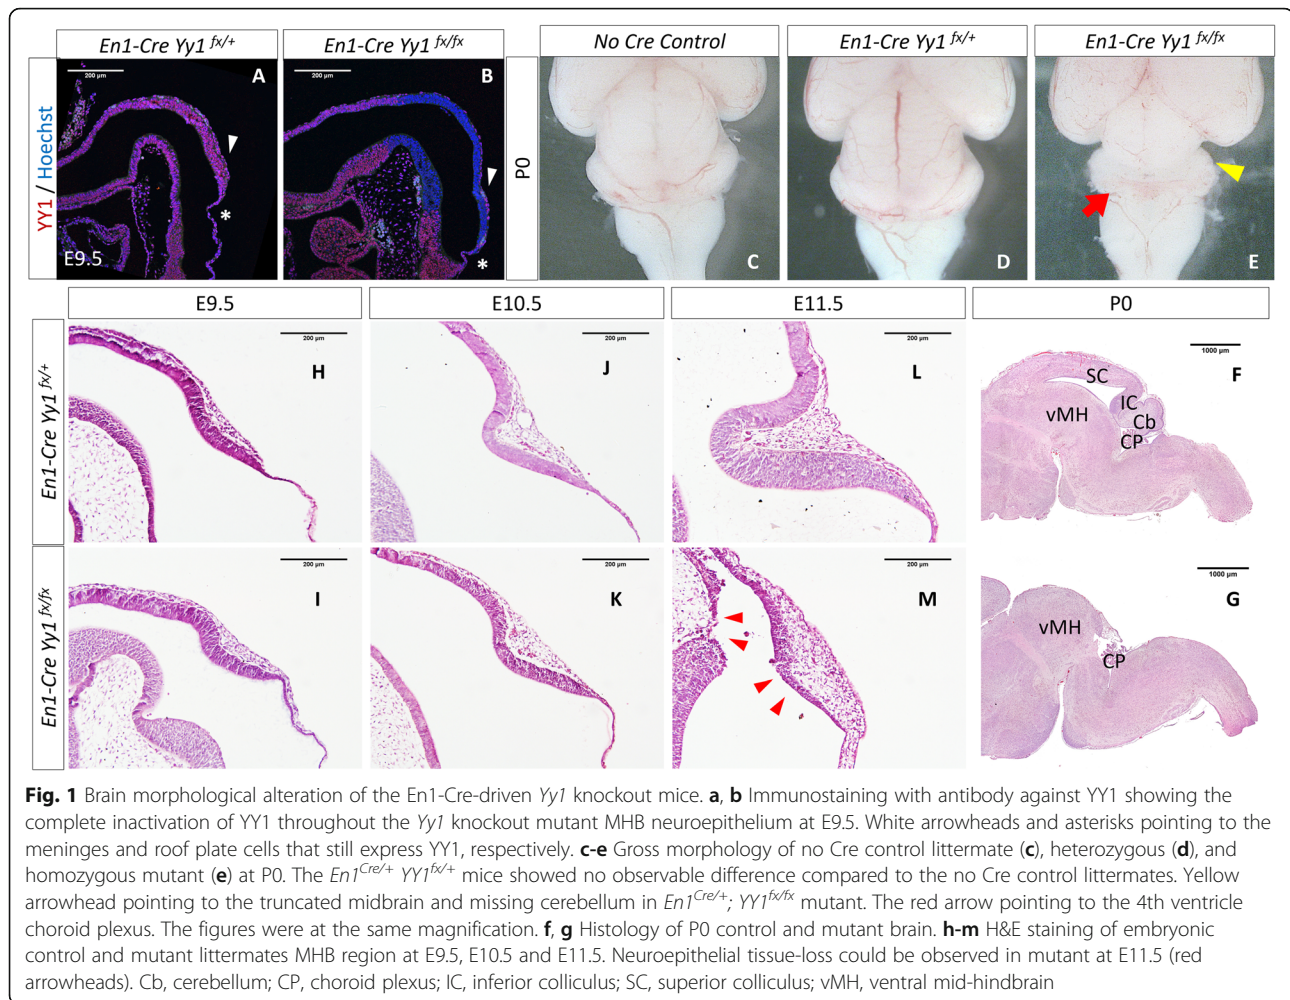 En1-Cre Yy1 fx/+
En1-Cre Yy1 fx/fx
No Cre Control
En1-Cre Yy1 fx/+
En1-Cre Yy1 fx/fx
YY1 / Hoechst
200 µm
A
E9.5
*
200 µm
B
*
P0
C
D
E
E9.5
E10.5
E11.5
P0
En1-Cre Yy1 fx/+
200 µm
H
200 µm
J
200 µm
L
1000 µm
F
SC
IC
vMH
Cb
CP
En1-Cre Yy1 fx/fx
200 µm
I
200 µm
K
200 µm
M
1000 µm
G
vMH
CP
Fig. 1 Brain morphological alteration of the En1-Cre-driven Yy1 knockout mice. a, b Immunostaining with antibody against YY1 showing the
complete inactivation of YY1 throughout the Yy1 knockout mutant MHB neuroepithelium at E9.5. White arrowheads and asterisks pointing to the
meninges and roof plate cells that still express YY1, respectively. c-e Gross morphology of no Cre control littermate (c), heterozygous (d), and
homozygous mutant (e) at P0. The En1Cre/+ YY1fx/+ mice showed no observable difference compared to the no Cre control littermates. Yellow
arrowhead pointing to the truncated midbrain and missing cerebellum in En1Cre/+; YY1fx/fx mutant. The red arrow pointing to the 4th ventricle
choroid plexus. The figures were at the same magnification. f, g Histology of P0 control and mutant brain. h-m H&E staining of embryonic
control and mutant littermates MHB region at E9.5, E10.5 and E11.5. Neuroepithelial tissue-loss could be observed in mutant at E11.5 (red
arrowheads). Cb, cerebellum; CP, choroid plexus; IC, inferior colliculus; SC, superior colliculus; vMH, ventral mid-hindbrain